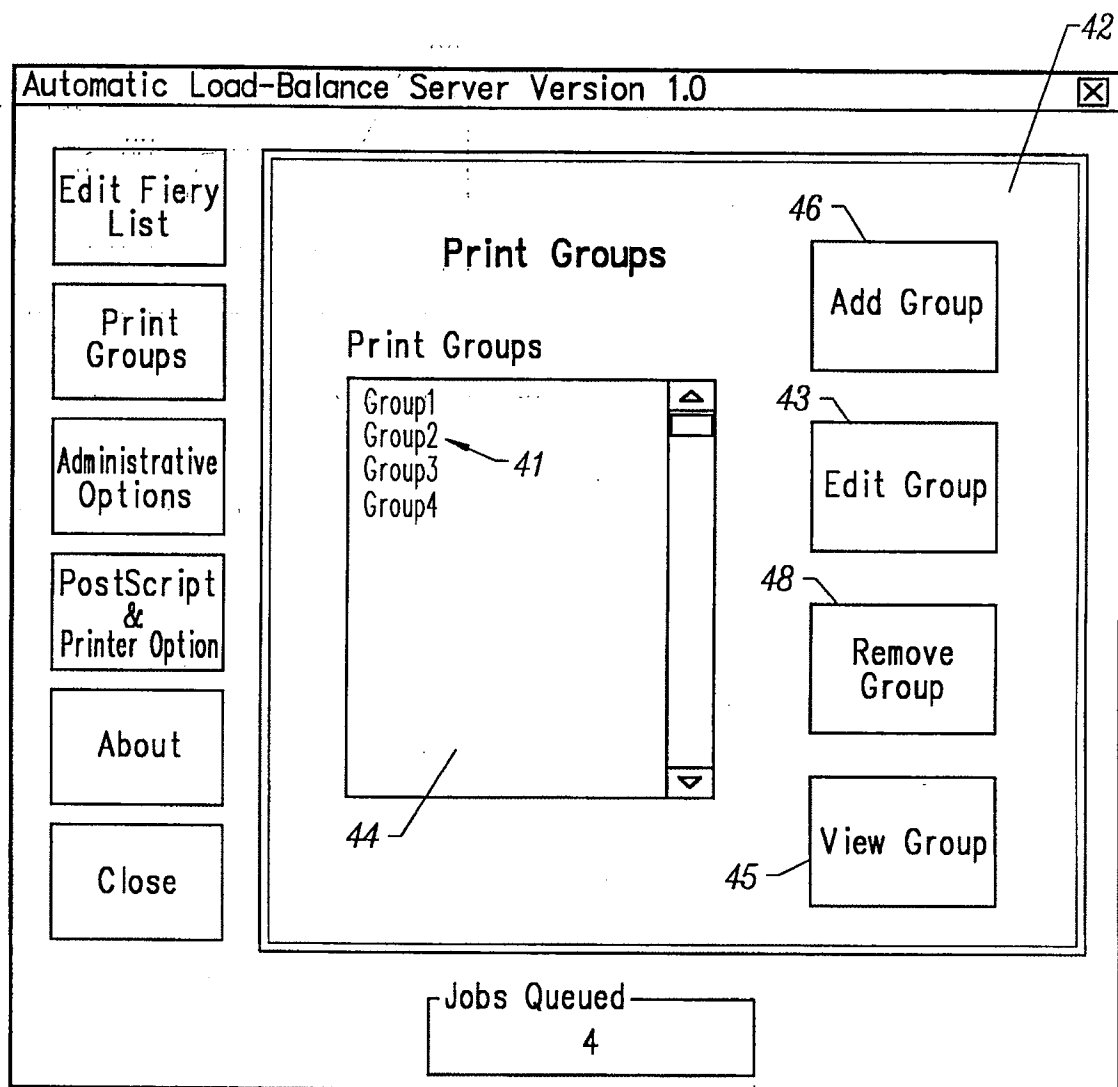 42
Automatic Load-Balance Server Version 1.0
Edit Fiery
List
Print
Groups
Administrative
Options
PostScript
&
Printer Option
About
Close
Print Groups
Print Groups
Group1
Group2
Group3
Group4
41
44
46
Add Group
43
Edit Group
48
Remove
Group
View Group
45
Jobs Queued
4